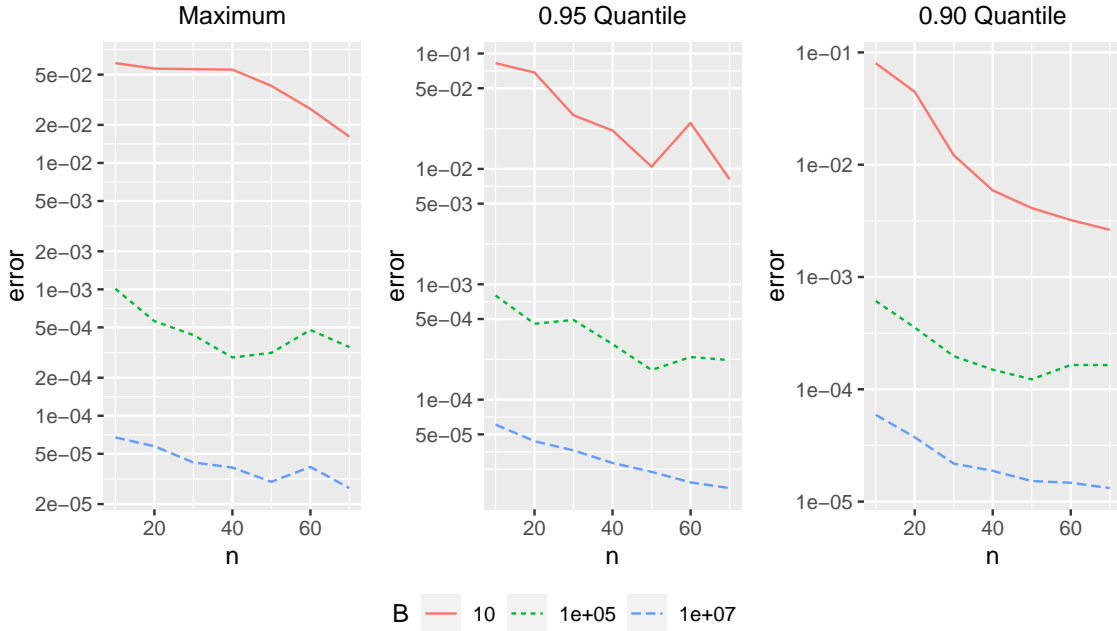 Maximum
0.95 Quantile
0.90 Quantile
error
5e−02
2e−02
1e−02
5e−03
2e−03
1e−03
5e−04
2e−04
1e−04
5e−05
2e−05
20
40
60
n
error
1e−01
5e−02
1e−02
5e−03
1e−03
5e−04
1e−04
5e−05
20
40
60
n
error
1e−01
1e−02
1e−03
1e−04
1e−05
20
40
60
n
B 10 1e+05 1e+07